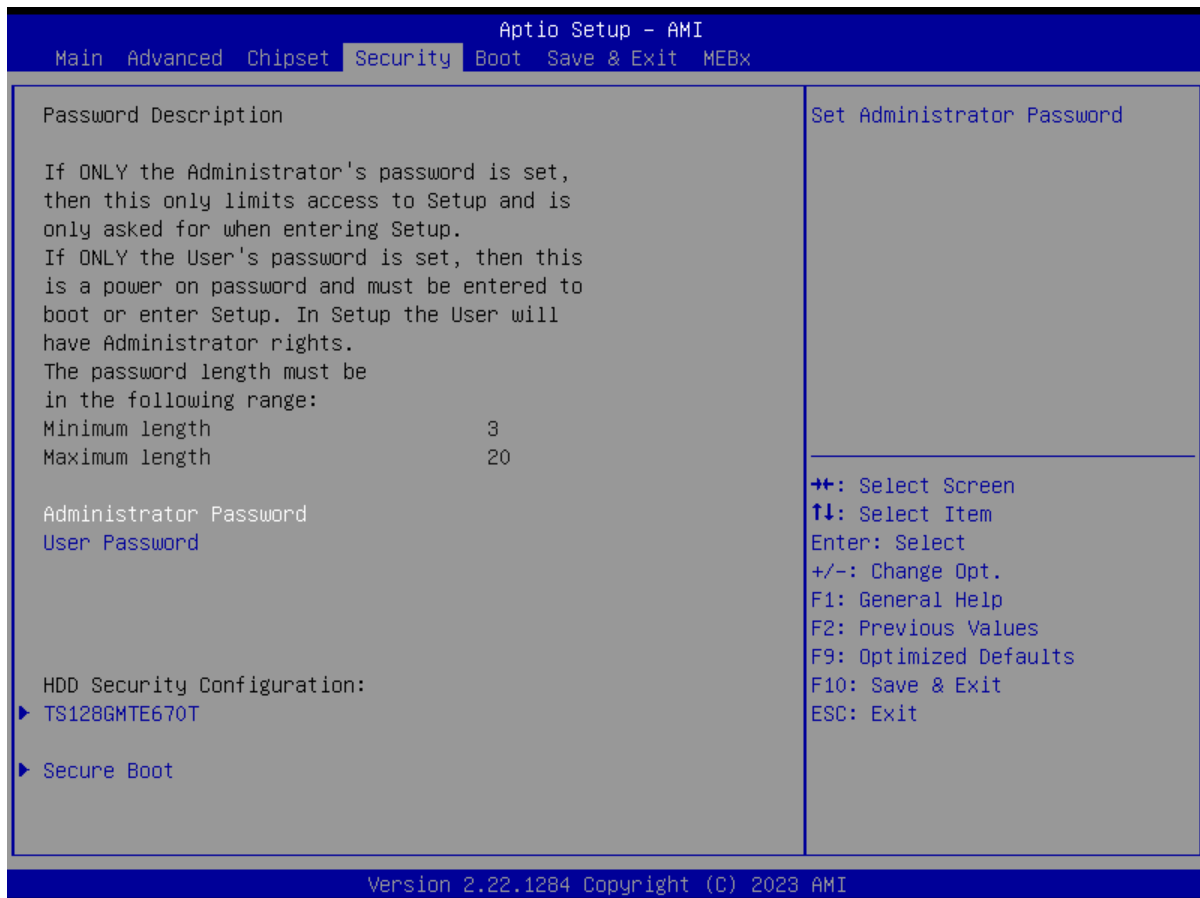 Aptio Setup – AMI
Main Advanced Chipset Security Boot Save & Exit MEBx
Password Description
If ONLY the Administrator's password is set,
then this only limits access to Setup and is
only asked for when entering Setup.
If ONLY the User's password is set, then this
is a power on password and must be entered to
boot or enter Setup. In Setup the User will
have Administrator rights.
The password length must be
in the following range:
Minimum length 3
Maximum length 20
Administrator Password
User Password
HDD Security Configuration:
TS128GMTE670T
Secure Boot
Set Administrator Password
→←: Select Screen
↑↓: Select Item
Enter: Select
+/-: Change Opt.
F1: General Help
F2: Previous Values
F9: Optimized Defaults
F10: Save & Exit
ESC: Exit
Version 2.22.1284 Copyright (C) 2023 AMI